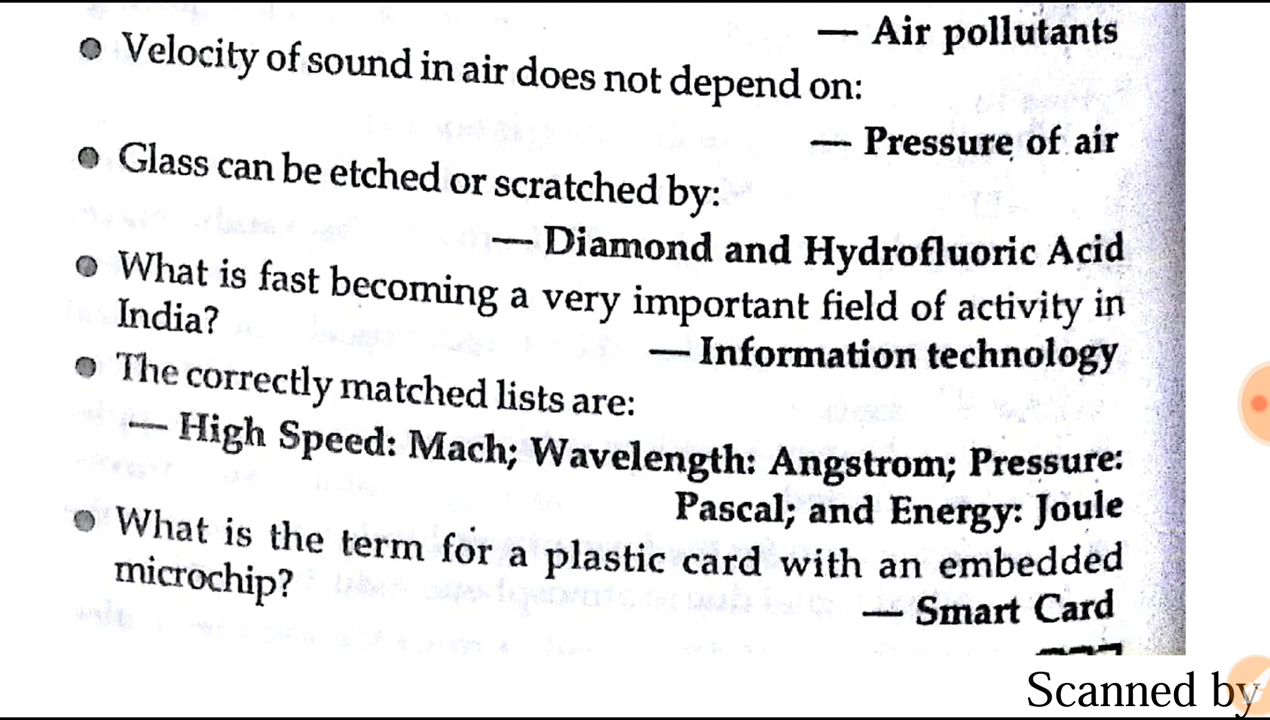 — Air pollutants
Velocity of sound in air does not depend on:
— Pressure of air
Glass can be etched or scratched by:
— Diamond and Hydrofluoric Acid
What is fast becoming a very important field of activity in
India?
— Information technology
The correctly matched lists are:
— High Speed: Mach; Wavelength: Angstrom; Pressure:
Pascal; and Energy: Joule
What is the term for a plastic card with an embedded
microchip?
— Smart Card
Scanned by